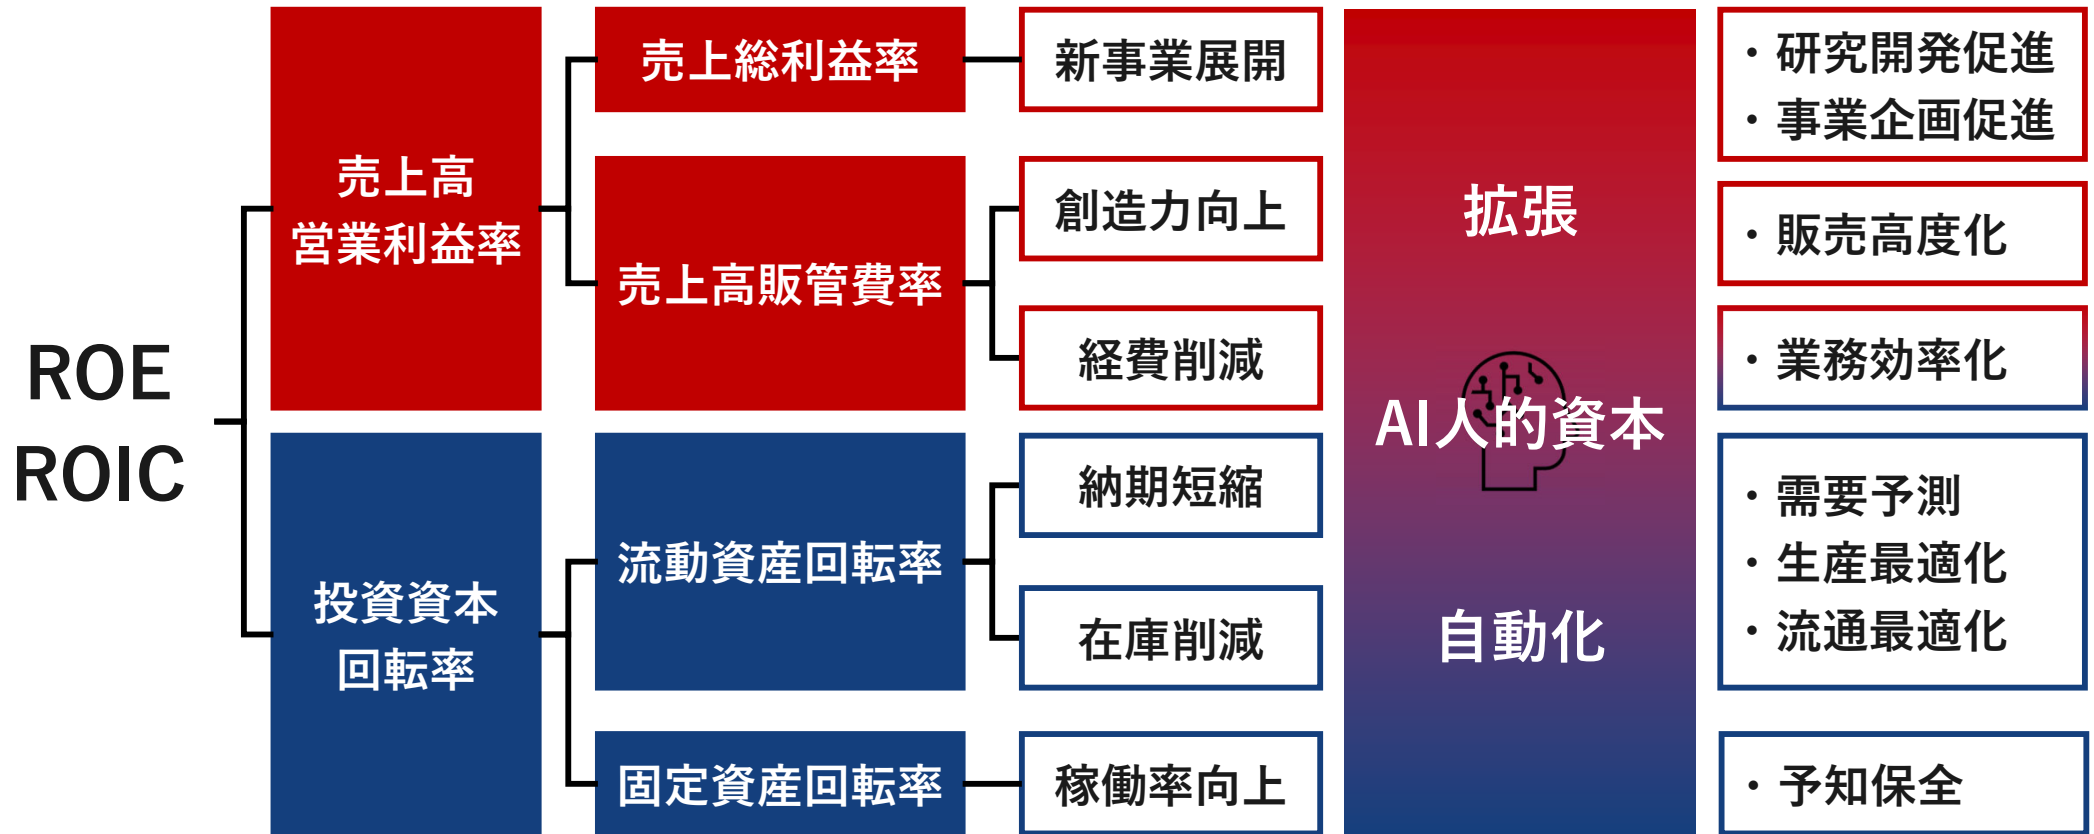 ROE
ROIC
売上高
営業利益率
投資資本
回転率
売上総利益率
売上高販管費率
流動資産回転率
固定資産回転率
新事業展開
創造力向上
経費削減
納期短縮
在庫削減
稼働率向上
拡張
AI人的資本
自動化
・研究開発促進
・事業企画促進
・販売高度化
・業務効率化
・需要予測
・生産最適化
・流通最適化
・予知保全